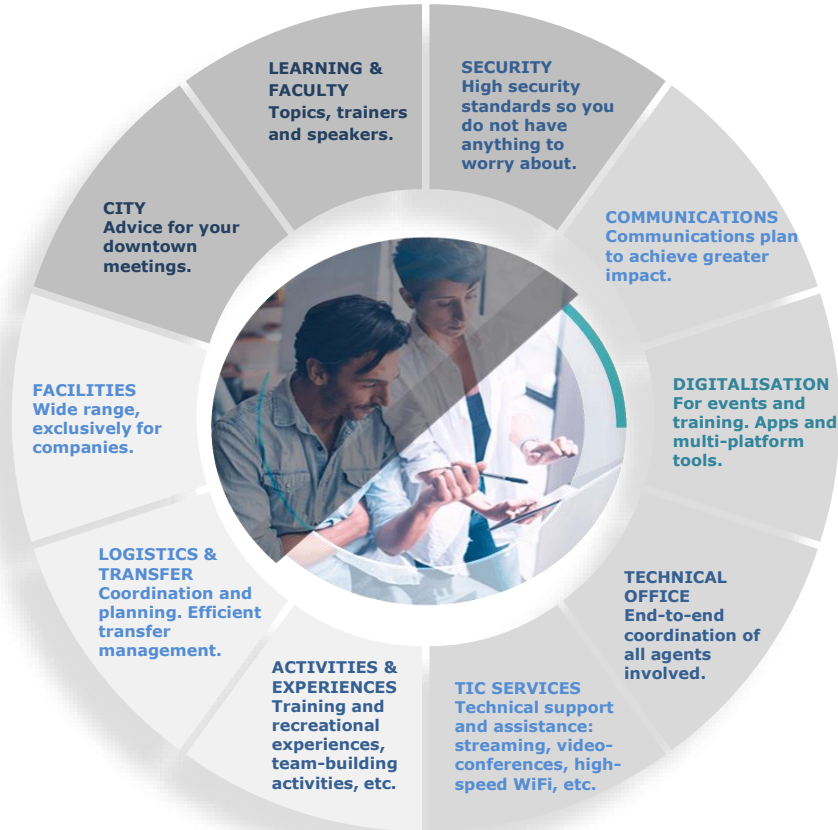 LEARNING &
FACULTY
Topics, trainers
and speakers.
SECURITY
High security
standards so you
do not have
anything to
worry about.
COMMUNICATIONS
Communications plan
to achieve greater
impact.
DIGITALISATION
For events and
training. Apps and
multi-platform
tools.
TECHNICAL
OFFICE
End-to-end
coordination of
all agents
involved.
TIC SERVICES
Technical support
and assistance:
streaming, video-
conferences, high-
speed WiFi, etc.
ACTIVITIES &
EXPERIENCES
Training and
recreational
experiences,
team-building
activities, etc.
LOGISTICS &
TRANSFER
Coordination and
planning. Efficient
transfer
management.
FACILITIES
Wide range,
exclusively for
companies.
CITY
Advice for your
downtown
meetings.